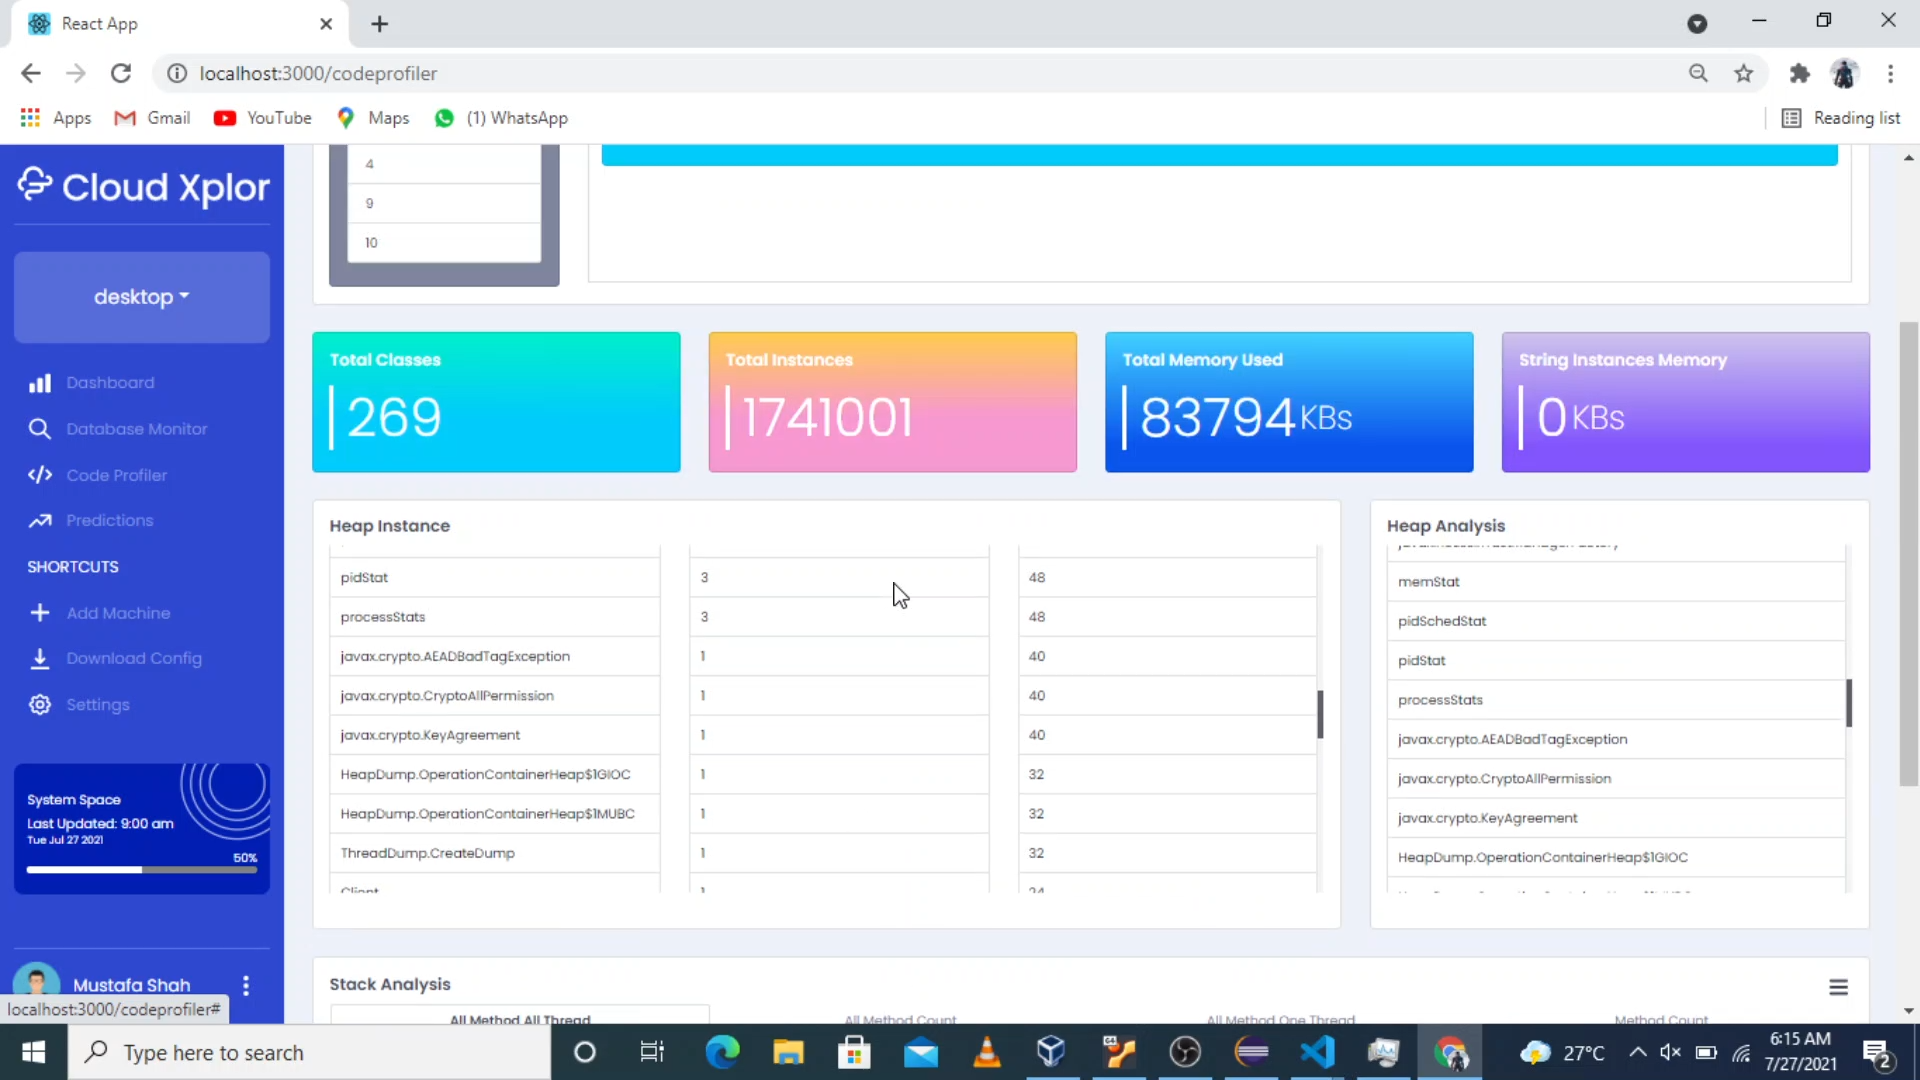 React App
localhost:3000/codeprofiler
Apps
Gmail
YouTube
Maps
(1) WhatsApp
Reading list
Cloud Xplor
desktop
Dashboard
Database Monitor
Code Profiler
Predictions
SHORTCUTS
Add Machine
Download Config
Settings
System Space
Last Updated: 9:00 am
Tue Jul 27 2021
50%
Mustafa Shah
localhost:3000/codeprofiler#
4
9
10
Total Classes
269
Total Instances
1741001
Total Memory Used
83794 KBs
String Instances Memory
0 KBs
Heap Instance
pidStat 3 48
processStats 3 48
javax.crypto.AEADBadTagException 1 40
javax.crypto.CryptoAllPermission 1 40
javax.crypto.KeyAgreement 1 40
HeapDump.OperationContainerHeap$1GIOC 1 32
HeapDump.OperationContainerHeap$1MUBC 1 32
ThreadDump.CreateDump 1 32
Client 1 24
Heap Analysis
memStat
pidSchedStat
pidStat
processStats
javax.crypto.AEADBadTagException
javax.crypto.CryptoAllPermission
javax.crypto.KeyAgreement
HeapDump.OperationContainerHeap$1GIOC
Stack Analysis
All Method All Thread
All Method Count
All Method One Thread
Method Count
Type here to search
64
27°C
6:15 AM
7/27/2021
2